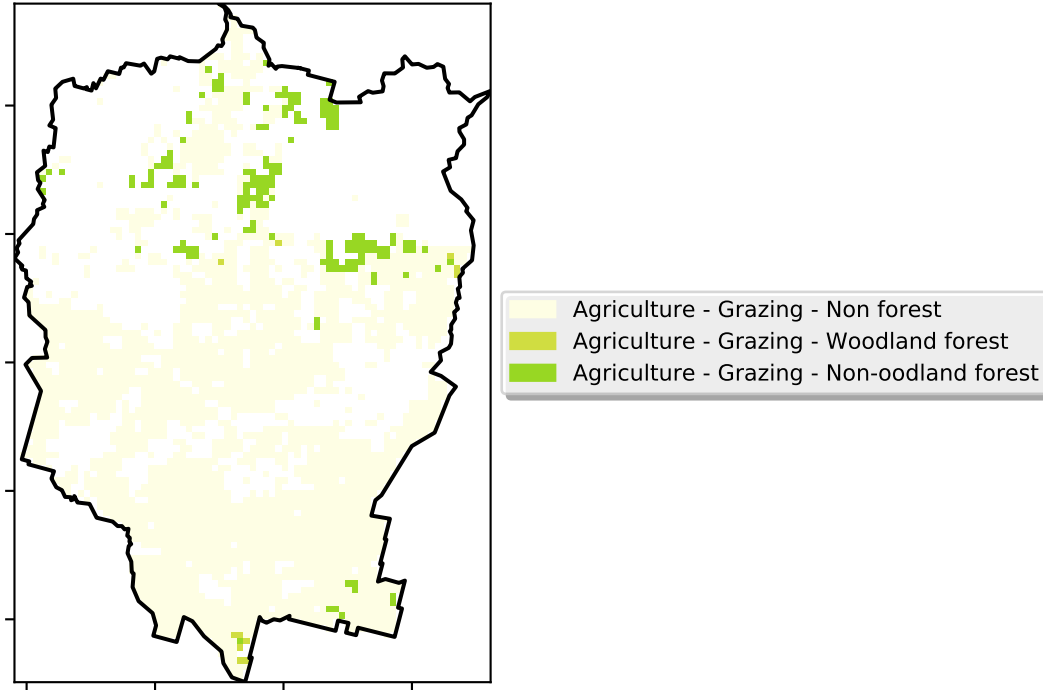 Agriculture - Grazing - Non forest
Agriculture - Grazing - Woodland forest
Agriculture - Grazing - Non-oodland forest